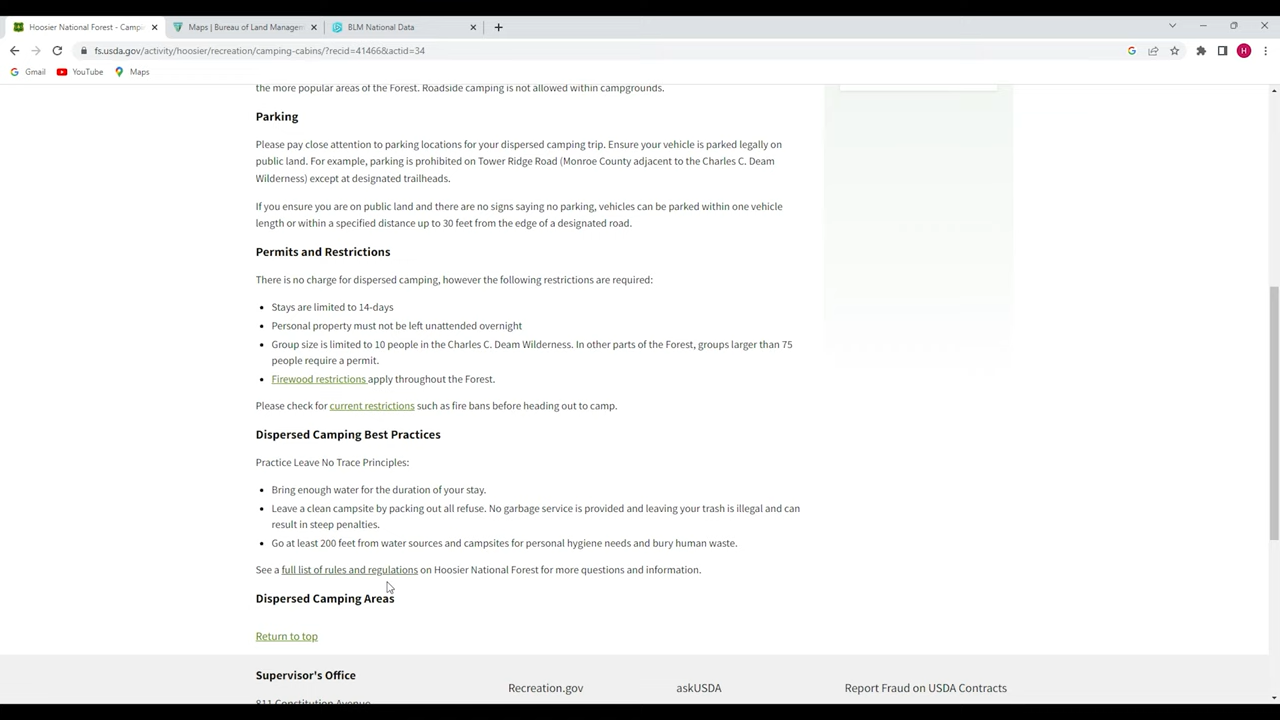 Hoosier National Forest - Campi
Maps | Bureau of Land Managem
BLM National Data
fs.usda.gov/activity/hoosier/recreation/camping-cabins/?recid=41466&actid=34
G
H
G Gmail
YouTube
Maps
the more popular areas of the Forest. Roadside camping is not allowed within campgrounds.
Parking
Please pay close attention to parking locations for your dispersed camping trip. Ensure your vehicle is parked legally on
public land. For example, parking is prohibited on Tower Ridge Road (Monroe County adjacent to the Charles C. Deam
Wilderness) except at designated trailheads.
If you ensure you are on public land and there are no signs saying no parking, vehicles can be parked within one vehicle
length or within a specified distance up to 30 feet from the edge of a designated road.
Permits and Restrictions
There is no charge for dispersed camping, however the following restrictions are required:
• Stays are limited to 14-days
• Personal property must not be left unattended overnight
• Group size is limited to 10 people in the Charles C. Deam Wilderness. In other parts of the Forest, groups larger than 75
people require a permit.
• Firewood restrictions apply throughout the Forest.
Please check for current restrictions such as fire bans before heading out to camp.
Dispersed Camping Best Practices
Practice Leave No Trace Principles:
• Bring enough water for the duration of your stay.
• Leave a clean campsite by packing out all refuse. No garbage service is provided and leaving your trash is illegal and can
result in steep penalties.
• Go at least 200 feet from water sources and campsites for personal hygiene needs and bury human waste.
See a full list of rules and regulations on Hoosier National Forest for more questions and information.
Dispersed Camping Areas
Return to top
Supervisor's Office
811 Constitution Avenue
Recreation.gov
askUSDA
Report Fraud on USDA Contracts